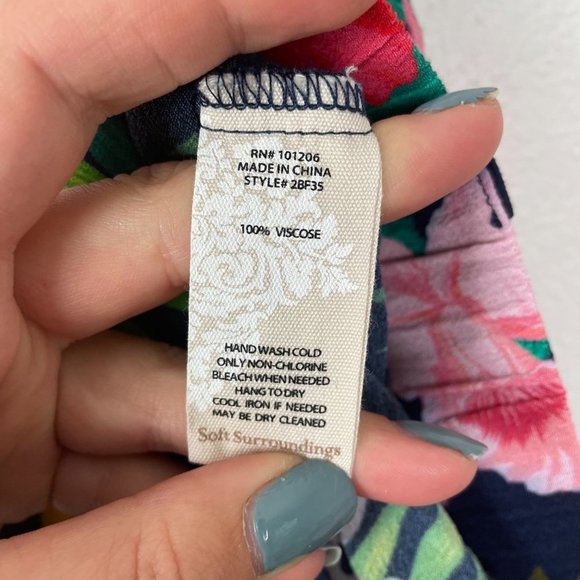 RN# 101206
MADE IN CHINA
STYLE# 2BF35
100% VISCOSE
HAND WASH COLD
ONLY NON-CHLORINE
BLEACH WHEN NEEDED
HANG TO DRY
COOL IRON IF NEEDED
MAY BE DRY CLEANED
Soft Surroundings